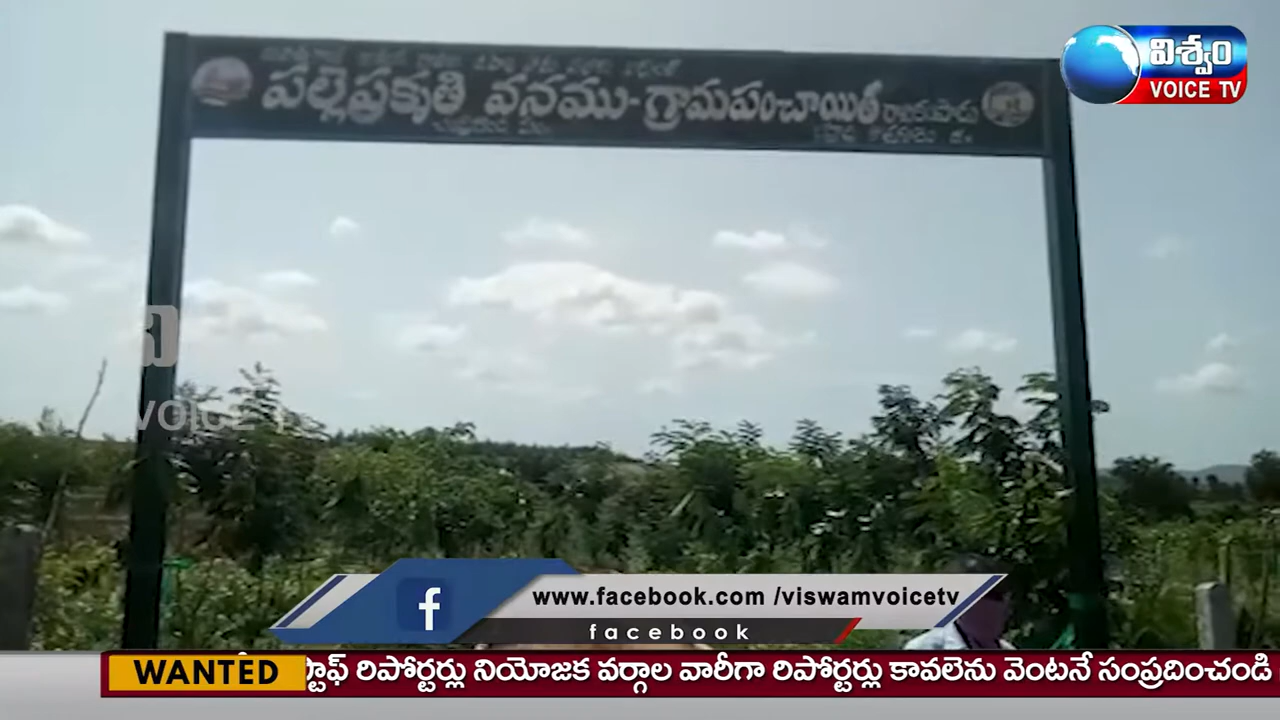 పల్లెప్రకృతి వనము-గ్రామపంచాయితీ
విశ్వం
VOICE TV
VOICE T
www.facebook.com /viswamvoicetv
facebook
WANTED
స్టాఫ్ రిపోర్టర్లు నియోజక వర్గాల వారీగా రిపోర్టర్లు కావలెను వెంటనే సంప్రదించండి